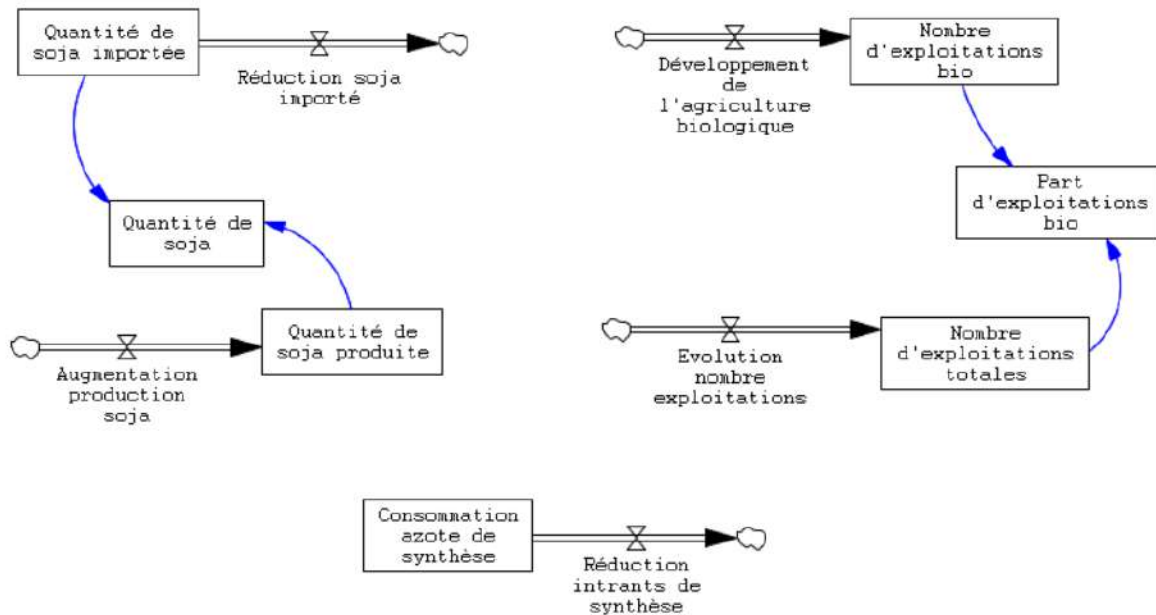 Quantité de
soja importée
Réduction soja
importé
Quantité de
soja
Quantité de
soja produite
Augmentation
production
soja
Nombre
d'exploitations
bio
Développement
de
l'agriculture
biologique
Part
d'exploitations
bio
Nombre
d'exploitations
totales
Evolution
nombre
exploitations
Consommation
azote de
synthèse
Réduction
intrants de
synthèse